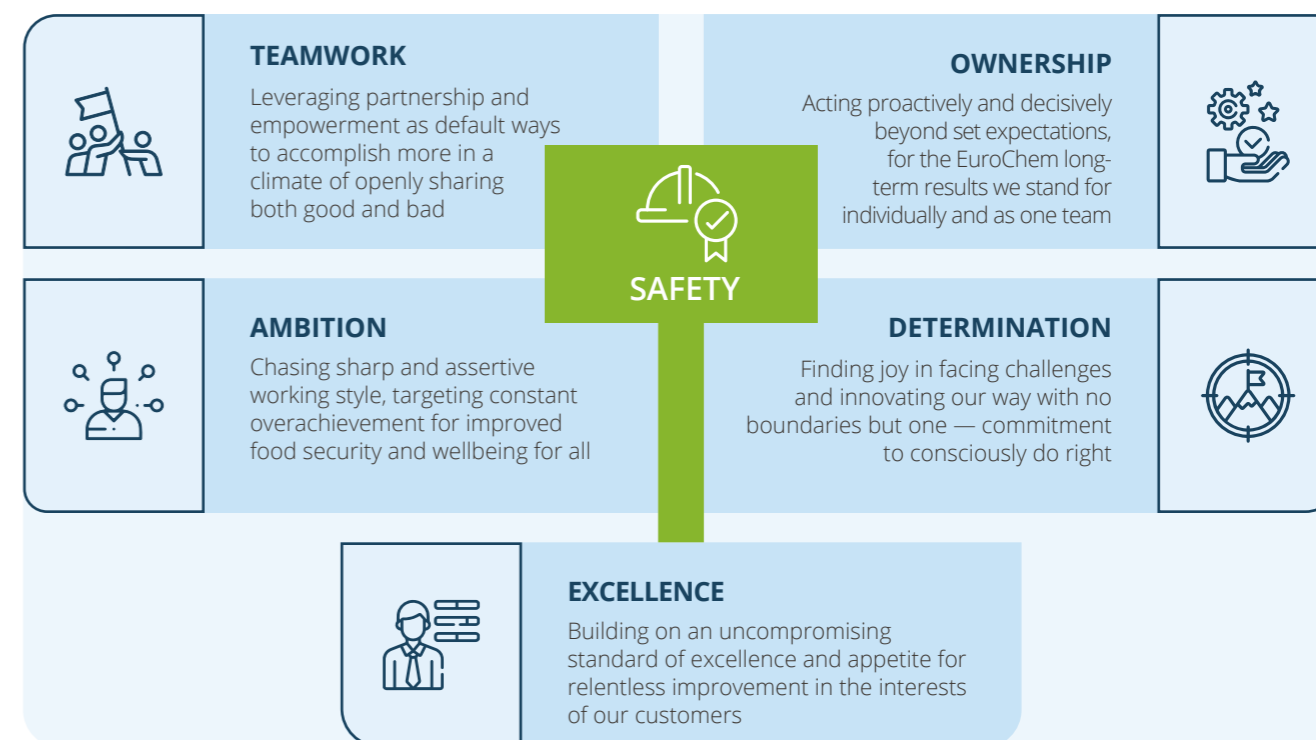 TEAMWORK
Leveraging partnership and
empowerment as default ways
to accomplish more in a
climate of openly sharing
both good and bad
OWNERSHIP
Acting proactively and decisively
beyond set expectations,
for the EuroChem long-
term results we stand for
individually and as one team
SAFETY
AMBITION
Chasing sharp and assertive
working style, targeting constant
overachievement for improved
food security and wellbeing for all
DETERMINATION
Finding joy in facing challenges
and innovating our way with no
boundaries but one — commitment
to consciously do right
EXCELLENCE
Building on an uncompromising
standard of excellence and appetite for
relentless improvement in the interests
of our customers